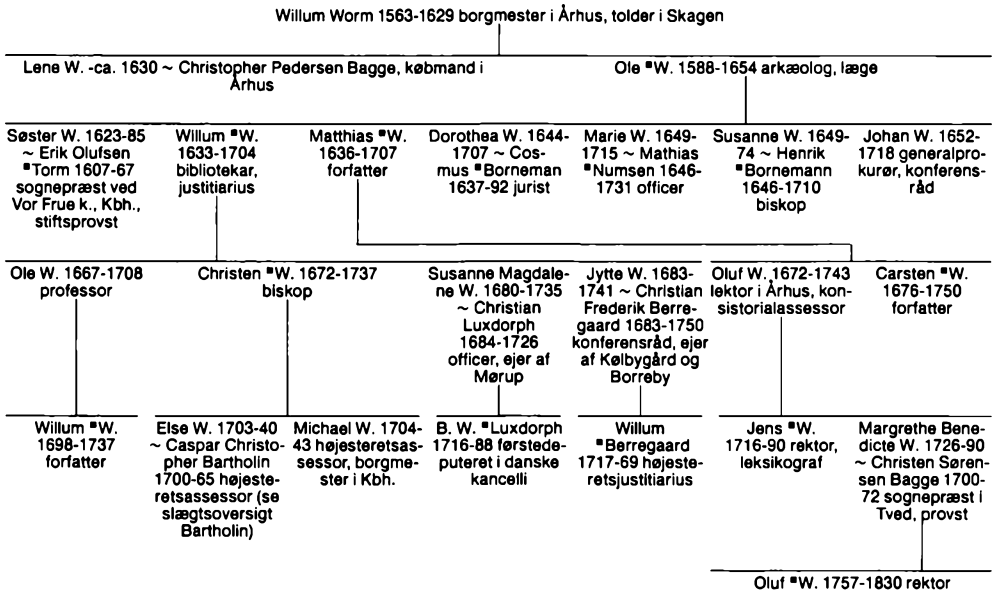 Willum Worm 1563-1629 borgmester i Århus, tolder i Skagen
Lene W. -ca. 1630 ~ Christopher Pedersen Bagge, købmand i
Århus
Ole ■W. 1588-1654 arkæolog, læge
Søster W. 1623-85
~ Erik Olufsen
■Torm 1607-67
sognepræst ved
Vor Frue k., Kbh.,
stiftsprovst
Willum ■W.
1633-1704
bibliotekar,
justitiarius
Matthias ■W.
1636-1707
forfatter
Dorothea W. 1644-
1707 ~ Cos-
mus ■Borneman
1637-92 jurist
Marie W. 1649-
1715 ~ Mathias
■Numsen 1646-
1731 officer
Susanne W. 1649-
74 ~ Henrik
■Bornemann
1646-1710
biskop
Johan W. 1652-
1718 generalpro-
kurør, konferens-
råd
Ole W. 1667-1708
professor
Christen ■W. 1672-1737
biskop
Susanne Magdale-
ne W. 1680-1735
~ Christian
Luxdorph
1684-1726
officer, ejer af
Mørup
Jytte W. 1683-
1741 ~ Christian
Frederik Berre-
gaard 1683-1750
konferensråd, ejer
af Kølbygård og
Borreby
Oluf W. 1672-1743
lektor i Århus, kon-
sistorialassessor
Carsten ■W.
1676-1750
forfatter
Willum ■W.
1698-1737
forfatter
Else W. 1703-40
~ Caspar Christo-
pher Bartholin
1700-65 højeste-
retsassessor (se
slægtsoversigt
Bartholin)
Michael W. 1704-
43 højesteretsas-
sessor, borgme-
ster i Kbh.
B. W. ■Luxdorph
1716-88 førstede-
puteret i danske
kancelli
Willum
■Berregaard
1717-69 højeste-
retsjustitiarius
Jens ■W.
1716-90 rektor,
leksikograf
Margrethe Bene-
dicte W. 1726-90
~ Christen Søren-
sen Bagge 1700-
72 sognepræst i
Tved, provst
Oluf ■W. 1757-1830 rektor